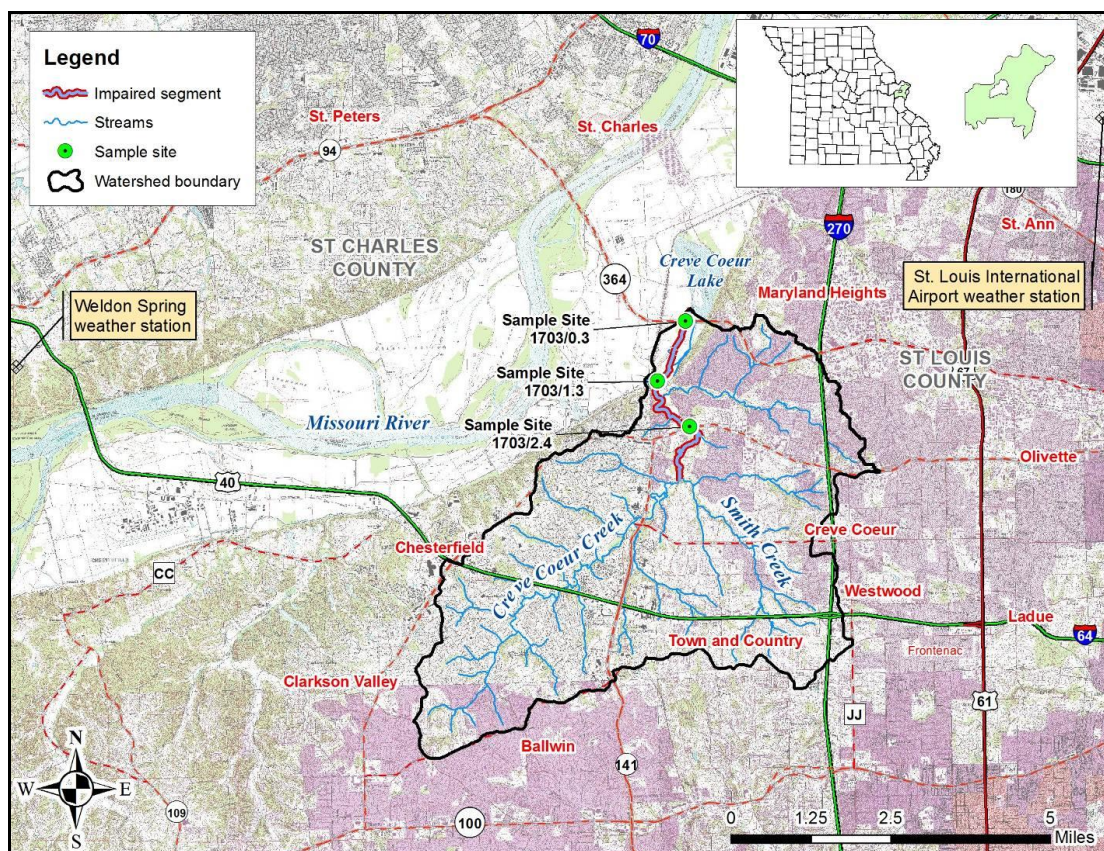 Legend
Impaired segment
Streams
Sample site
Watershed boundary
70
St. Peters
St. Charles
94
ST CHARLES
COUNTY
180
St. Ann
270
Creve Coeur
Lake
364
Maryland Heights
St. Louis International
Airport weather station
Weldon Spring
weather station
Sample Site
1703/0.3
ST LOUIS
COUNTY
67
Sample Site
1703/1.3
Missouri River
Sample Site
1703/2.4
Olivette
40
Smith Creek
Creve Coeur
Creve Coeur Creek
Chesterfield
CC
Westwood
Ladue
64
Town and Country
Frontenac
Clarkson Valley
61
JJ
Ballwin
141
N
W
E
S
109
100
0
1.25
2.5
5
Miles